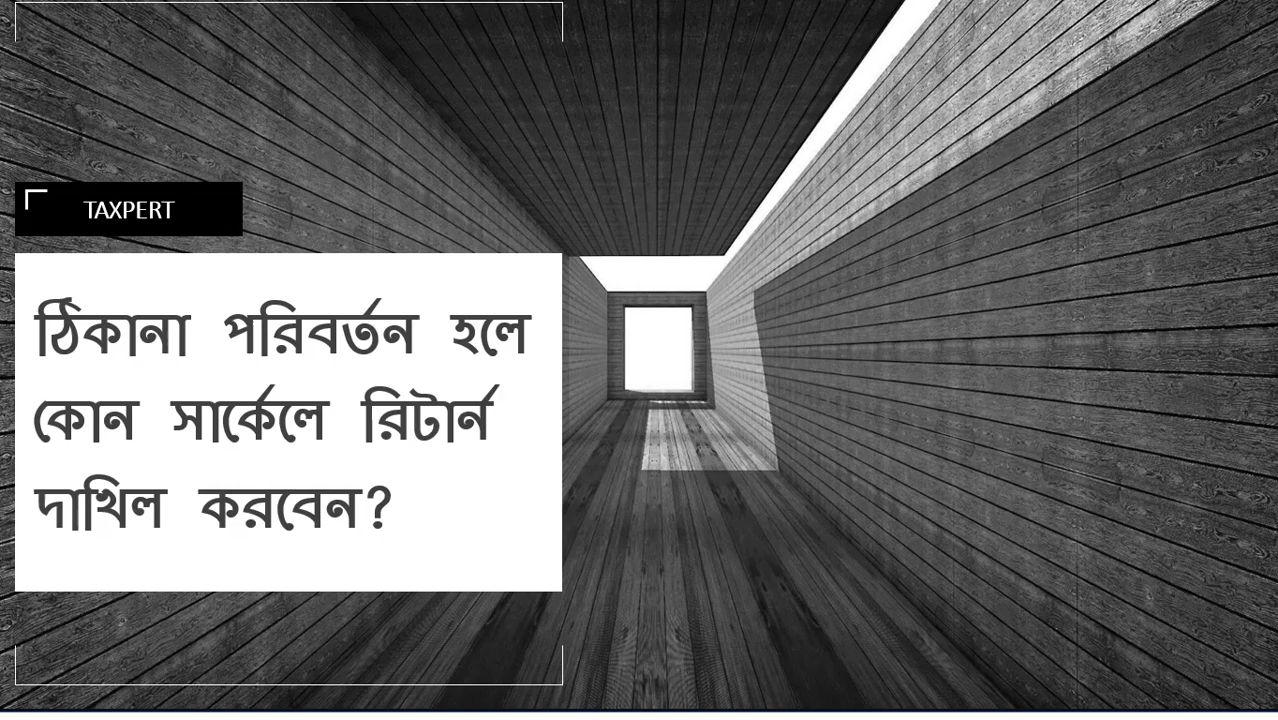 TAXPERT
ঠিকানা পরিবর্তন হলে
কোন সার্কেলে রিটার্ন
দাখিল করবেন?